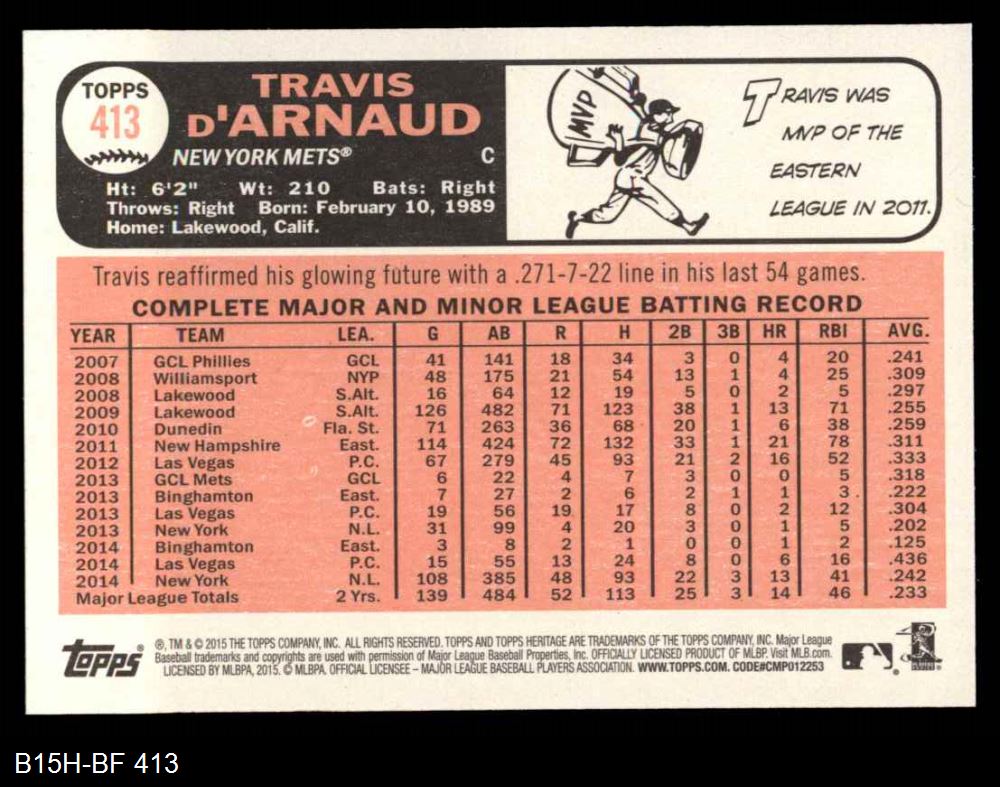 TOPPS
413
TRAVIS
D'ARNAUD
NEW YORK METS® C
Ht: 6'2" Wt: 210 Bats: Right
Throws: Right Born: February 10, 1989
Home: Lakewood, Calif.
MVP
TRAVIS WAS
MVP OF THE
EASTERN
LEAGUE IN 2011.
Travis reaffirmed his glowing future with a .271-7-22 line in his last 54 games.
COMPLETE MAJOR AND MINOR LEAGUE BATTING RECORD
YEAR TEAM LEA. G AB R H 2B 3B HR RBI AVG.
2007 GCL Phillies GCL 41 141 18 34 3 0 4 20 .241
2008 Williamsport NYP 48 175 21 54 13 1 4 25 .309
2008 Lakewood S.Alt. 16 64 12 19 5 0 2 5 .297
2009 Lakewood S.Alt. 126 482 71 123 38 1 13 71 .255
2010 Dunedin Fla. St. 71 263 36 68 20 1 6 38 .259
2011 New Hampshire East. 114 424 72 132 33 1 21 78 .311
2012 Las Vegas P.C. 67 279 45 93 21 2 16 52 .333
2013 GCL Mets GCL 6 22 4 7 3 0 0 5 .318
2013 Binghamton East. 7 27 2 6 2 1 1 3 .222
2013 Las Vegas P.C. 19 56 19 17 8 0 2 12 .304
2013 New York N.L. 31 99 4 20 3 0 1 5 .202
2014 Binghamton East. 3 8 2 1 0 0 1 2 .125
2014 Las Vegas P.C. 15 55 13 24 8 0 6 16 .436
2014 New York N.L. 108 385 48 93 22 3 13 41 .242
Major League Totals 2 Yrs. 139 484 52 113 25 3 14 46 .233
topps®
®, TM & © 2015 THE TOPPS COMPANY, INC. ALL RIGHTS RESERVED. TOPPS AND TOPPS HERITAGE ARE TRADEMARKS OF THE TOPPS COMPANY, INC. Major League
Baseball trademarks and copyrights are used with permission of Major League Baseball Properties, Inc. OFFICIALLY LICENSED PRODUCT OF MLBP. Visit MLB.com.
LICENSED BY MLBPA, 2015. © MLBPA. OFFICIAL LICENSEE – MAJOR LEAGUE BASEBALL PLAYERS ASSOCIATION. WWW.TOPPS.COM. CODE#CMP012253
B15H-BF 413